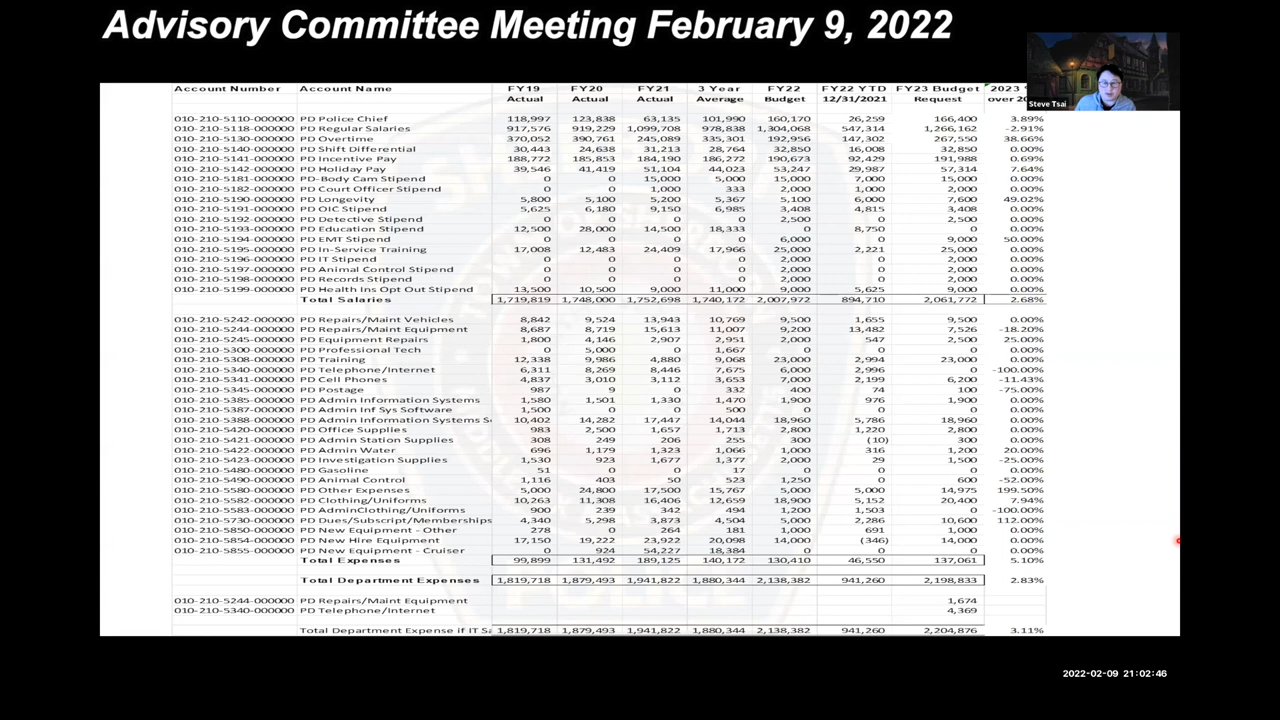 Advisory Committee Meeting February 9, 2022
Steve Tsai
Account Number Account Name FY19 FY20 FY21 3 Year FY22 FY22 YTD FY23 Budget 2023
Actual Actual Actual Average Budget 12/31/2021 Request over 20
010-210-5110-000000 PD Police Chief 118,997 123,838 63,135 101,990 160,170 26,259 166,400 3.89%
010-210-5118-000000 PD Regular Salaries 917,576 919,229 1,099,708 978,838 1,304,068 547,314 1,266,162 -2.91%
010-210-5130-000000 PD Overtime 370,052 390,761 245,089 335,301 192,956 147,302 267,550 38.66%
010-210-5140-000000 PD Shift Differential 30,443 24,638 31,213 28,764 32,850 16,008 32,850 0.00%
010-210-5141-000000 PD Incentive Pay 188,772 185,853 184,190 186,272 190,673 92,429 191,988 0.69%
010-210-5142-000000 PD Holiday Pay 39,546 41,419 51,104 44,023 53,247 29,987 57,314 7.64%
010-210-5181-000000 PD-Body Cam Stipend 0 0 15,000 5,000 15,000 7,000 15,000 0.00%
010-210-5182-000000 PD Court Officer Stipend 0 0 1,000 333 2,000 1,000 2,000 0.00%
010-210-5190-000000 PD Longevity 5,800 5,100 5,200 5,367 5,100 6,000 7,600 49.02%
010-210-5191-000000 PD OIC Stipend 5,625 6,180 9,150 6,985 3,408 4,815 3,408 0.00%
010-210-5192-000000 PD Detective Stipend 0 0 0 0 2,500 0 2,500 0.00%
010-210-5193-000000 PD Education Stipend 12,500 28,000 14,500 18,333 8,750 0.00%
010-210-5194-000000 PD EMT Stipend 0 0 0 0 6,000 0 9,000 50.00%
010-210-5195-000000 PD In-Service Training 17,008 12,483 24,409 17,966 25,000 2,221 25,000 0.00%
010-210-5196-000000 PD IT Stipend 0 0 0 0 2,000 0 2,000 0.00%
010-210-5197-000000 PD Animal Control Stipend 0 0 0 0 2,000 0 2,000 0.00%
010-210-5198-000000 PD Records Stipend 0 0 0 0 2,000 0 2,000 0.00%
010-210-5199-000000 PD Health Ins Opt Out Stipend 13,500 10,500 9,000 11,000 9,000 5,625 9,000 0.00%
Total Salaries 1,719,819 1,748,000 1,752,698 1,740,172 2,007,972 894,710 2,061,772 2.68%
010-210-5242-000000 PD Repairs/Maint Vehicles 8,842 9,524 13,943 10,769 9,500 1,655 9,500 0.00%
010-210-5244-000000 PD Repairs/Maint Equipment 8,687 8,719 15,613 11,007 9,200 13,482 7,526 -18.20%
010-210-5245-000000 PD Equipment Repairs 1,800 4,146 2,907 2,951 2,000 547 2,500 25.00%
010-210-5300-000000 PD Professional Tech 0 5,000 0 1,667 0 0 0 0.00%
010-210-5308-000000 PD Training 12,338 9,986 4,880 9,068 23,000 2,994 23,000 0.00%
010-210-5340-000000 PD Telephone/Internet 6,311 8,269 8,446 7,675 6,000 2,996 0 -100.00%
010-210-5341-000000 PD Cell Phones 4,837 3,010 3,112 3,653 7,000 2,199 6,200 -11.43%
010-210-5345-000000 PD Postage 987 9 0 332 400 74 100 -75.00%
010-210-5385-000000 PD Admin Information Systems 1,580 1,501 1,330 1,470 1,900 976 1,900 0.00%
010-210-5387-000000 PD Admin Inf Sys Software 1,500 0 0 500 0 0 0 0.00%
010-210-5388-000000 PD Admin Information Systems S 10,402 14,282 17,447 14,044 18,960 5,786 18,960 0.00%
010-210-5420-000000 PD Office Supplies 983 2,500 1,657 1,713 2,800 1,220 2,800 0.00%
010-210-5421-000000 PD Admin Station Supplies 308 249 206 255 300 (10) 300 0.00%
010-210-5422-000000 PD Admin Water 696 1,179 1,323 1,066 1,000 316 1,200 20.00%
010-210-5423-000000 PD Investigation Supplies 1,530 923 1,677 1,377 2,000 29 1,500 -25.00%
010-210-5480-000000 PD Gasoline 51 0 0 17 0 0 0 0.00%
010-210-5490-000000 PD Animal Control 1,116 403 50 523 1,250 0 600 -52.00%
010-210-5580-000000 PD Other Expenses 5,000 24,800 17,500 15,767 5,000 5,000 14,975 199.50%
010-210-5582-000000 PD Clothing/Uniforms 10,263 11,308 16,406 12,659 18,900 5,152 20,400 7.94%
010-210-5583-000000 PD AdminClothing/Uniforms 900 239 342 494 1,200 1,503 0 -100.00%
010-210-5730-000000 PD Dues/Subscript/Memberships 4,340 5,298 3,873 4,504 5,000 2,286 10,600 112.00%
010-210-5850-000000 PD New Equipment - Other 278 0 264 181 1,000 691 1,000 0.00%
010-210-5854-000000 PD New Hire Equipment 17,150 19,222 23,922 20,098 14,000 (346) 14,000 0.00%
010-210-5855-000000 PD New Equipment - Cruiser 0 924 54,227 18,384 0 0 0 0.00%
Total Expenses 99,899 131,492 189,125 140,172 130,410 46,550 137,061 5.10%
Total Department Expenses 1,819,718 1,879,493 1,941,822 1,880,344 2,138,382 941,260 2,198,833 2.83%
010-210-5244-000000 PD Repairs/Maint Equipment 1,674
010-210-5340-000000 PD Telephone/Internet 4,369
Total Department Expense if IT Sa 1,819,718 1,879,493 1,941,822 1,880,344 2,138,382 941,260 2,204,876 3.11%
2022-02-09 21:02:46